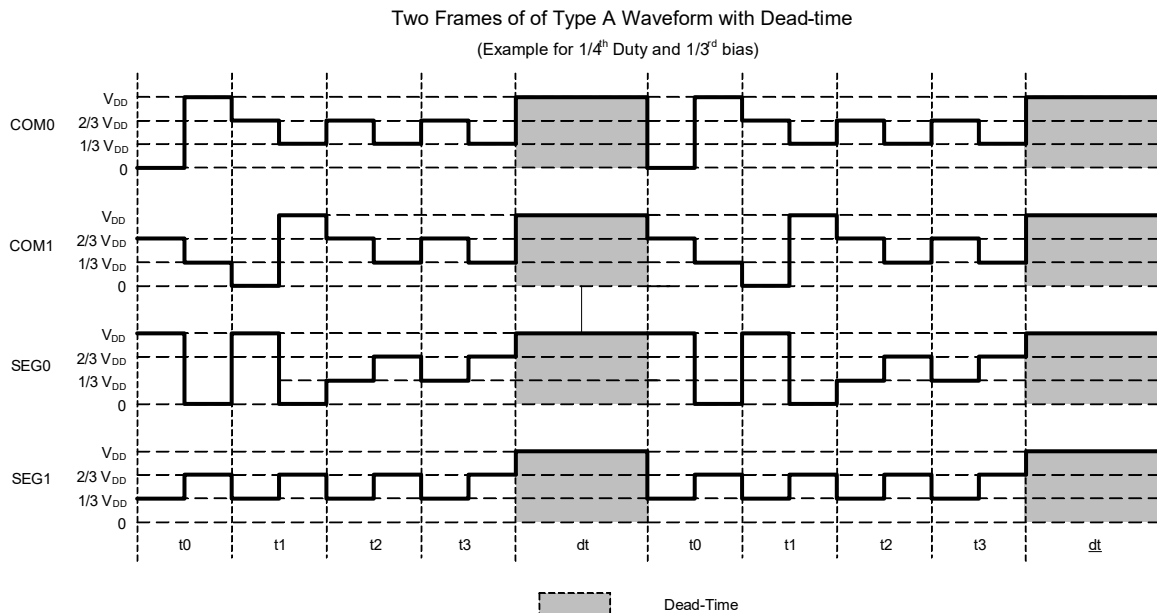 Two Frames of of Type A Waveform with Dead-time
(Example for 1/4th Duty and 1/3rd bias)
COM0
VDD
2/3 VDD
1/3 VDD
0
COM1
VDD
2/3 VDD
1/3 VDD
0
SEG0
VDD
2/3 VDD
1/3 VDD
0
SEG1
VDD
2/3 VDD
1/3 VDD
0
t0 t1 t2 t3 dt t0 t1 t2 t3 dt
Dead-Time